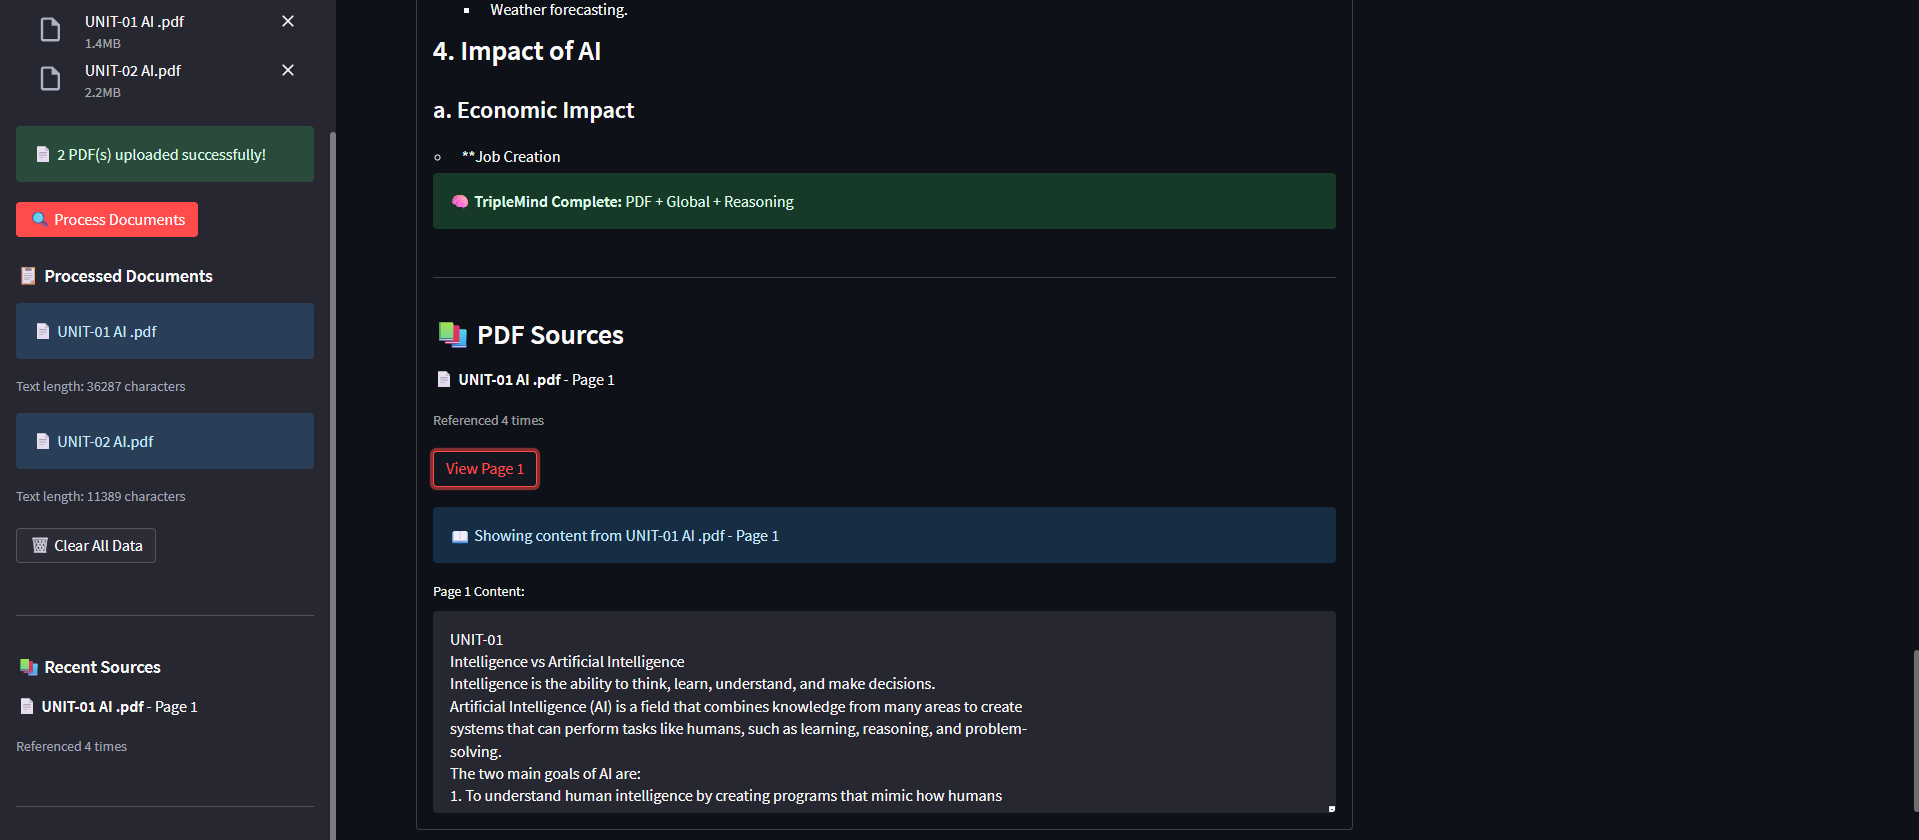 UNIT-01 AI .pdf
1.4MB
UNIT-02 AI.pdf
2.2MB
2 PDF(s) uploaded successfully!
Process Documents
Processed Documents
UNIT-01 AI .pdf
Text length: 36287 characters
UNIT-02 AI.pdf
Text length: 11389 characters
Clear All Data
Recent Sources
UNIT-01 AI .pdf - Page 1
Referenced 4 times
Weather forecasting.
4. Impact of AI
a. Economic Impact
**Job Creation
TripleMind Complete: PDF + Global + Reasoning
PDF Sources
UNIT-01 AI .pdf - Page 1
Referenced 4 times
View Page 1
Showing content from UNIT-01 AI .pdf - Page 1
Page 1 Content:
UNIT-01
Intelligence vs Artificial Intelligence
Intelligence is the ability to think, learn, understand, and make decisions.
Artificial Intelligence (AI) is a field that combines knowledge from many areas to create
systems that can perform tasks like humans, such as learning, reasoning, and problem-
solving.
The two main goals of AI are:
1. To understand human intelligence by creating programs that mimic how humans